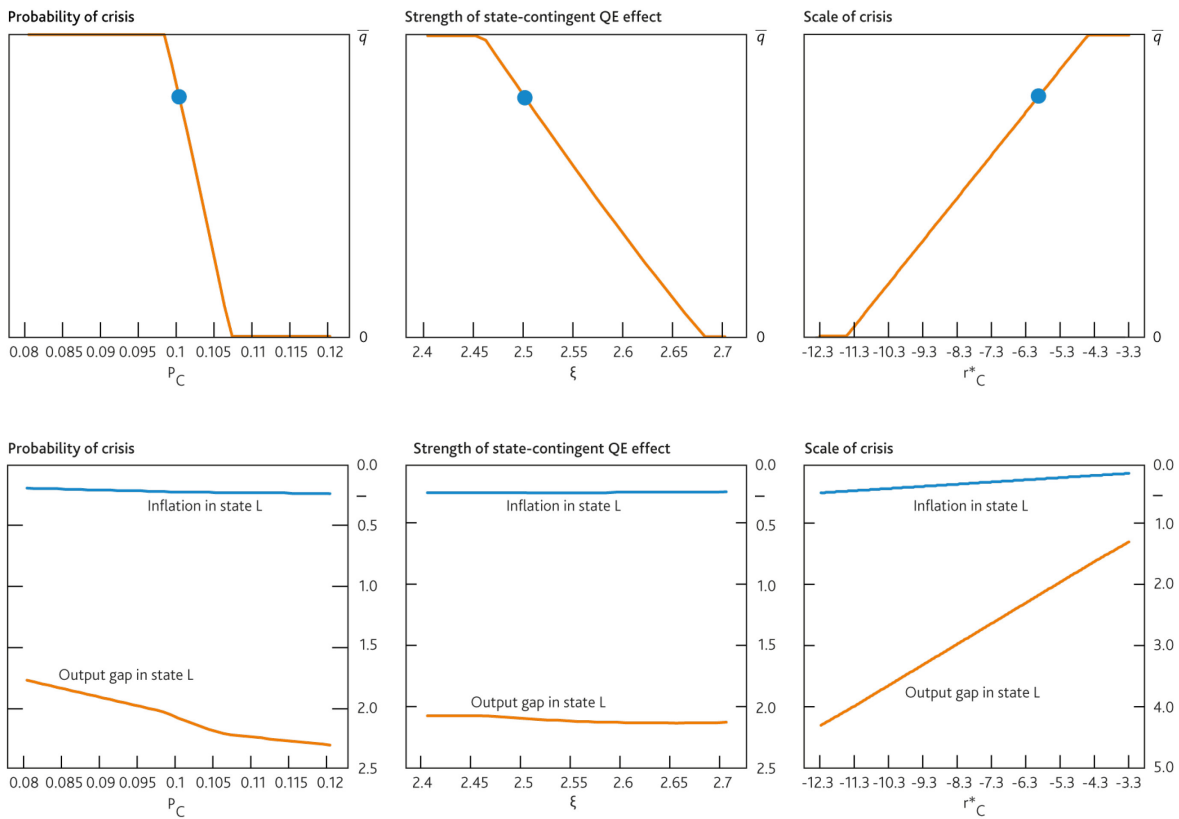 Probability of crisis
q̅
0
0.08 0.085 0.09 0.095 0.1 0.105 0.11 0.115 0.12
P_C
Strength of state-contingent QE effect
q̅
0
2.4 2.45 2.5 2.55 2.6 2.65 2.7
ξ
Scale of crisis
q̅
0
-12.3 -11.3 -10.3 -9.3 -8.3 -7.3 -6.3 -5.3 -4.3 -3.3
r*_C
Probability of crisis
0.0
Inflation in state L
0.5
1.0
1.5
Output gap in state L
2.0
2.5
0.08 0.085 0.09 0.095 0.1 0.105 0.11 0.115 0.12
P_C
Strength of state-contingent QE effect
0.0
Inflation in state L
0.5
1.0
1.5
Output gap in state L
2.0
2.5
2.4 2.45 2.5 2.55 2.6 2.65 2.7
ξ
Scale of crisis
0.0
Inflation in state L
1.0
2.0
3.0
Output gap in state L
4.0
5.0
-12.3 -11.3 -10.3 -9.3 -8.3 -7.3 -6.3 -5.3 -4.3 -3.3
r*_C